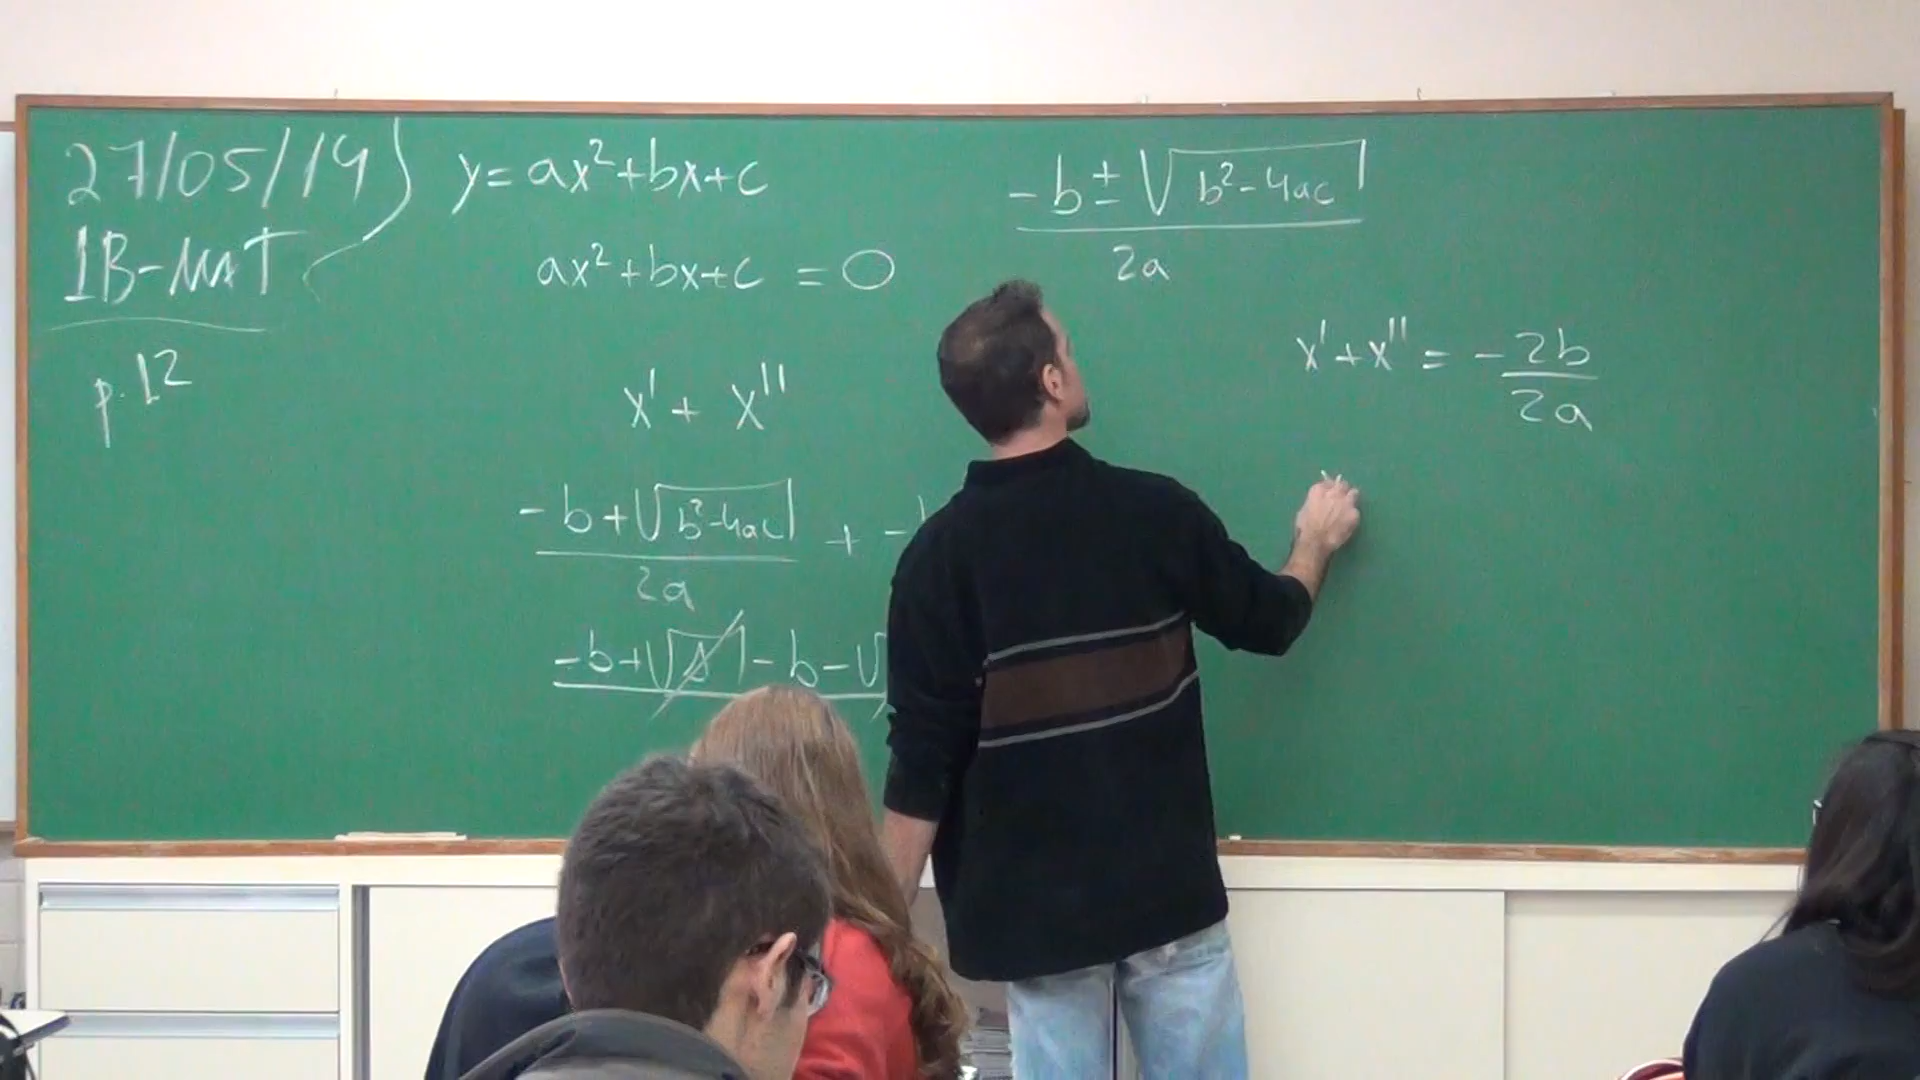 27/05/19
1B-MAT
p.12
y=ax²+bx+c
ax²+bx+c = 0
x'+ x''
-b+√b²-4ac
2a
+ -
-b+√Δ - b-√
-b±√b²-4ac
2a
x'+x'' = -2b
2a